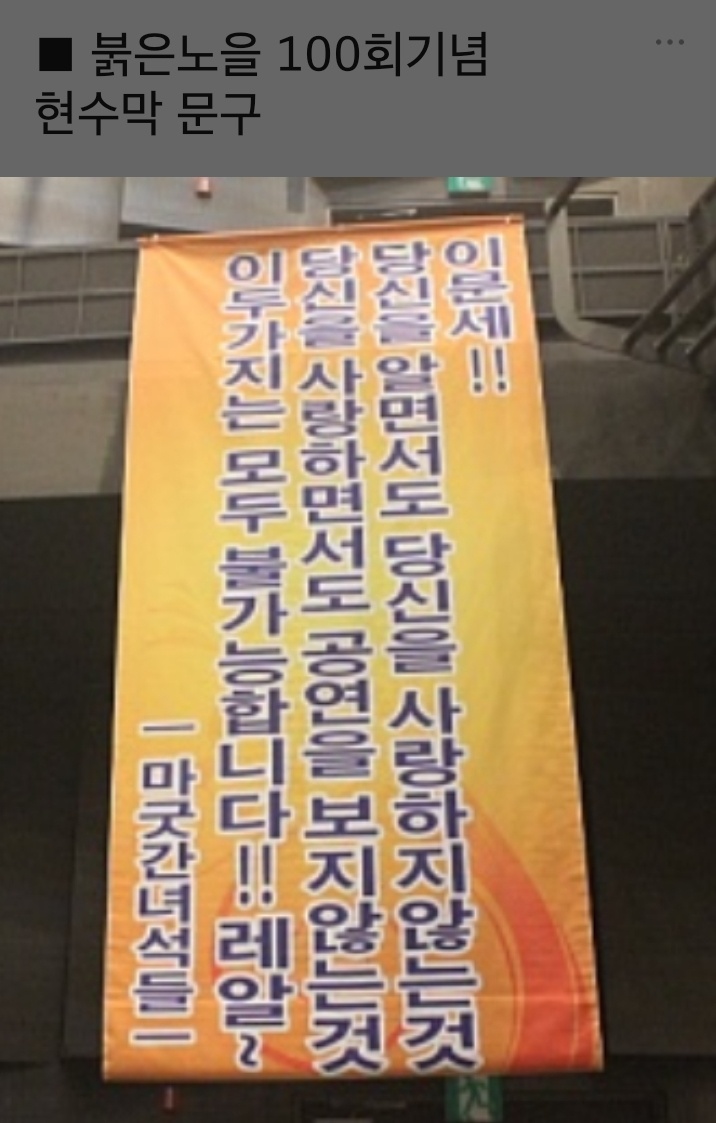 ■ 붉은노을 100회기념
현수막 문구
이문세!!
당신을 알면서도 당신을 사랑하지않는것
당신을 사랑하면서도 공연을 보지않는것
이두가지는 모두 불가능합니다!! 레알~
ㅡ 마굿간녀석들 ㅡ